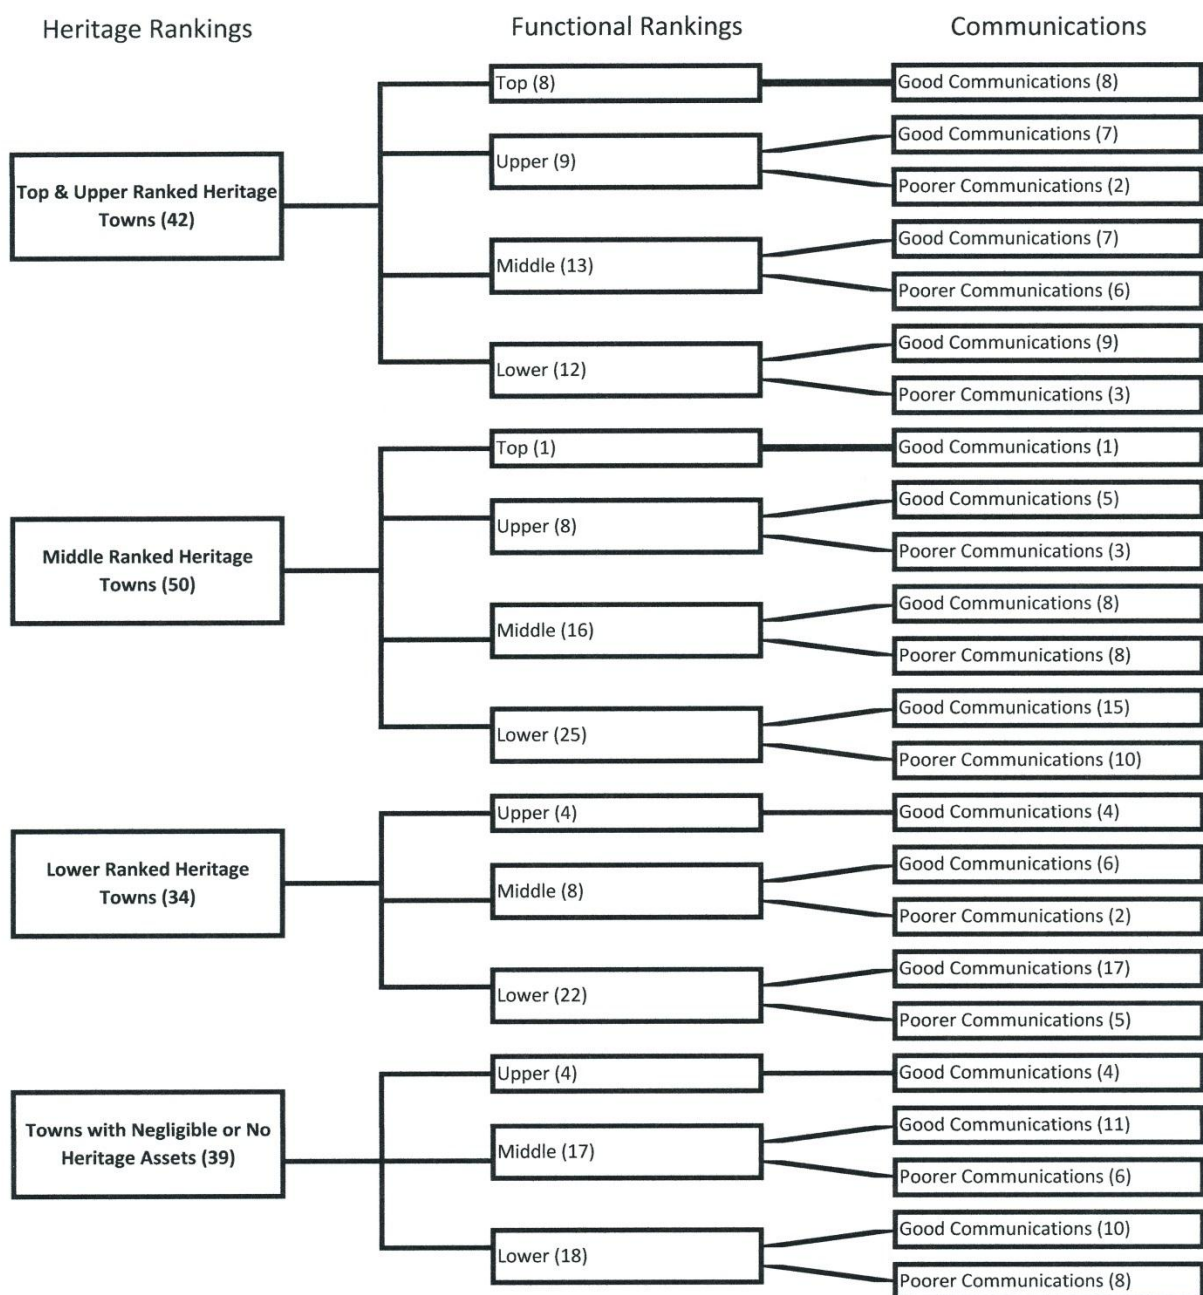 Heritage Rankings
Functional Rankings
Communications
Top & Upper Ranked Heritage
Towns (42)
Top (8)
Good Communications (8)
Upper (9)
Good Communications (7)
Poorer Communications (2)
Middle (13)
Good Communications (7)
Poorer Communications (6)
Lower (12)
Good Communications (9)
Poorer Communications (3)
Middle Ranked Heritage
Towns (50)
Top (1)
Good Communications (1)
Upper (8)
Good Communications (5)
Poorer Communications (3)
Middle (16)
Good Communications (8)
Poorer Communications (8)
Lower (25)
Good Communications (15)
Poorer Communications (10)
Lower Ranked Heritage
Towns (34)
Upper (4)
Good Communications (4)
Middle (8)
Good Communications (6)
Poorer Communications (2)
Lower (22)
Good Communications (17)
Poorer Communications (5)
Towns with Negligible or No
Heritage Assets (39)
Upper (4)
Good Communications (4)
Middle (17)
Good Communications (11)
Poorer Communications (6)
Lower (18)
Good Communications (10)
Poorer Communications (8)